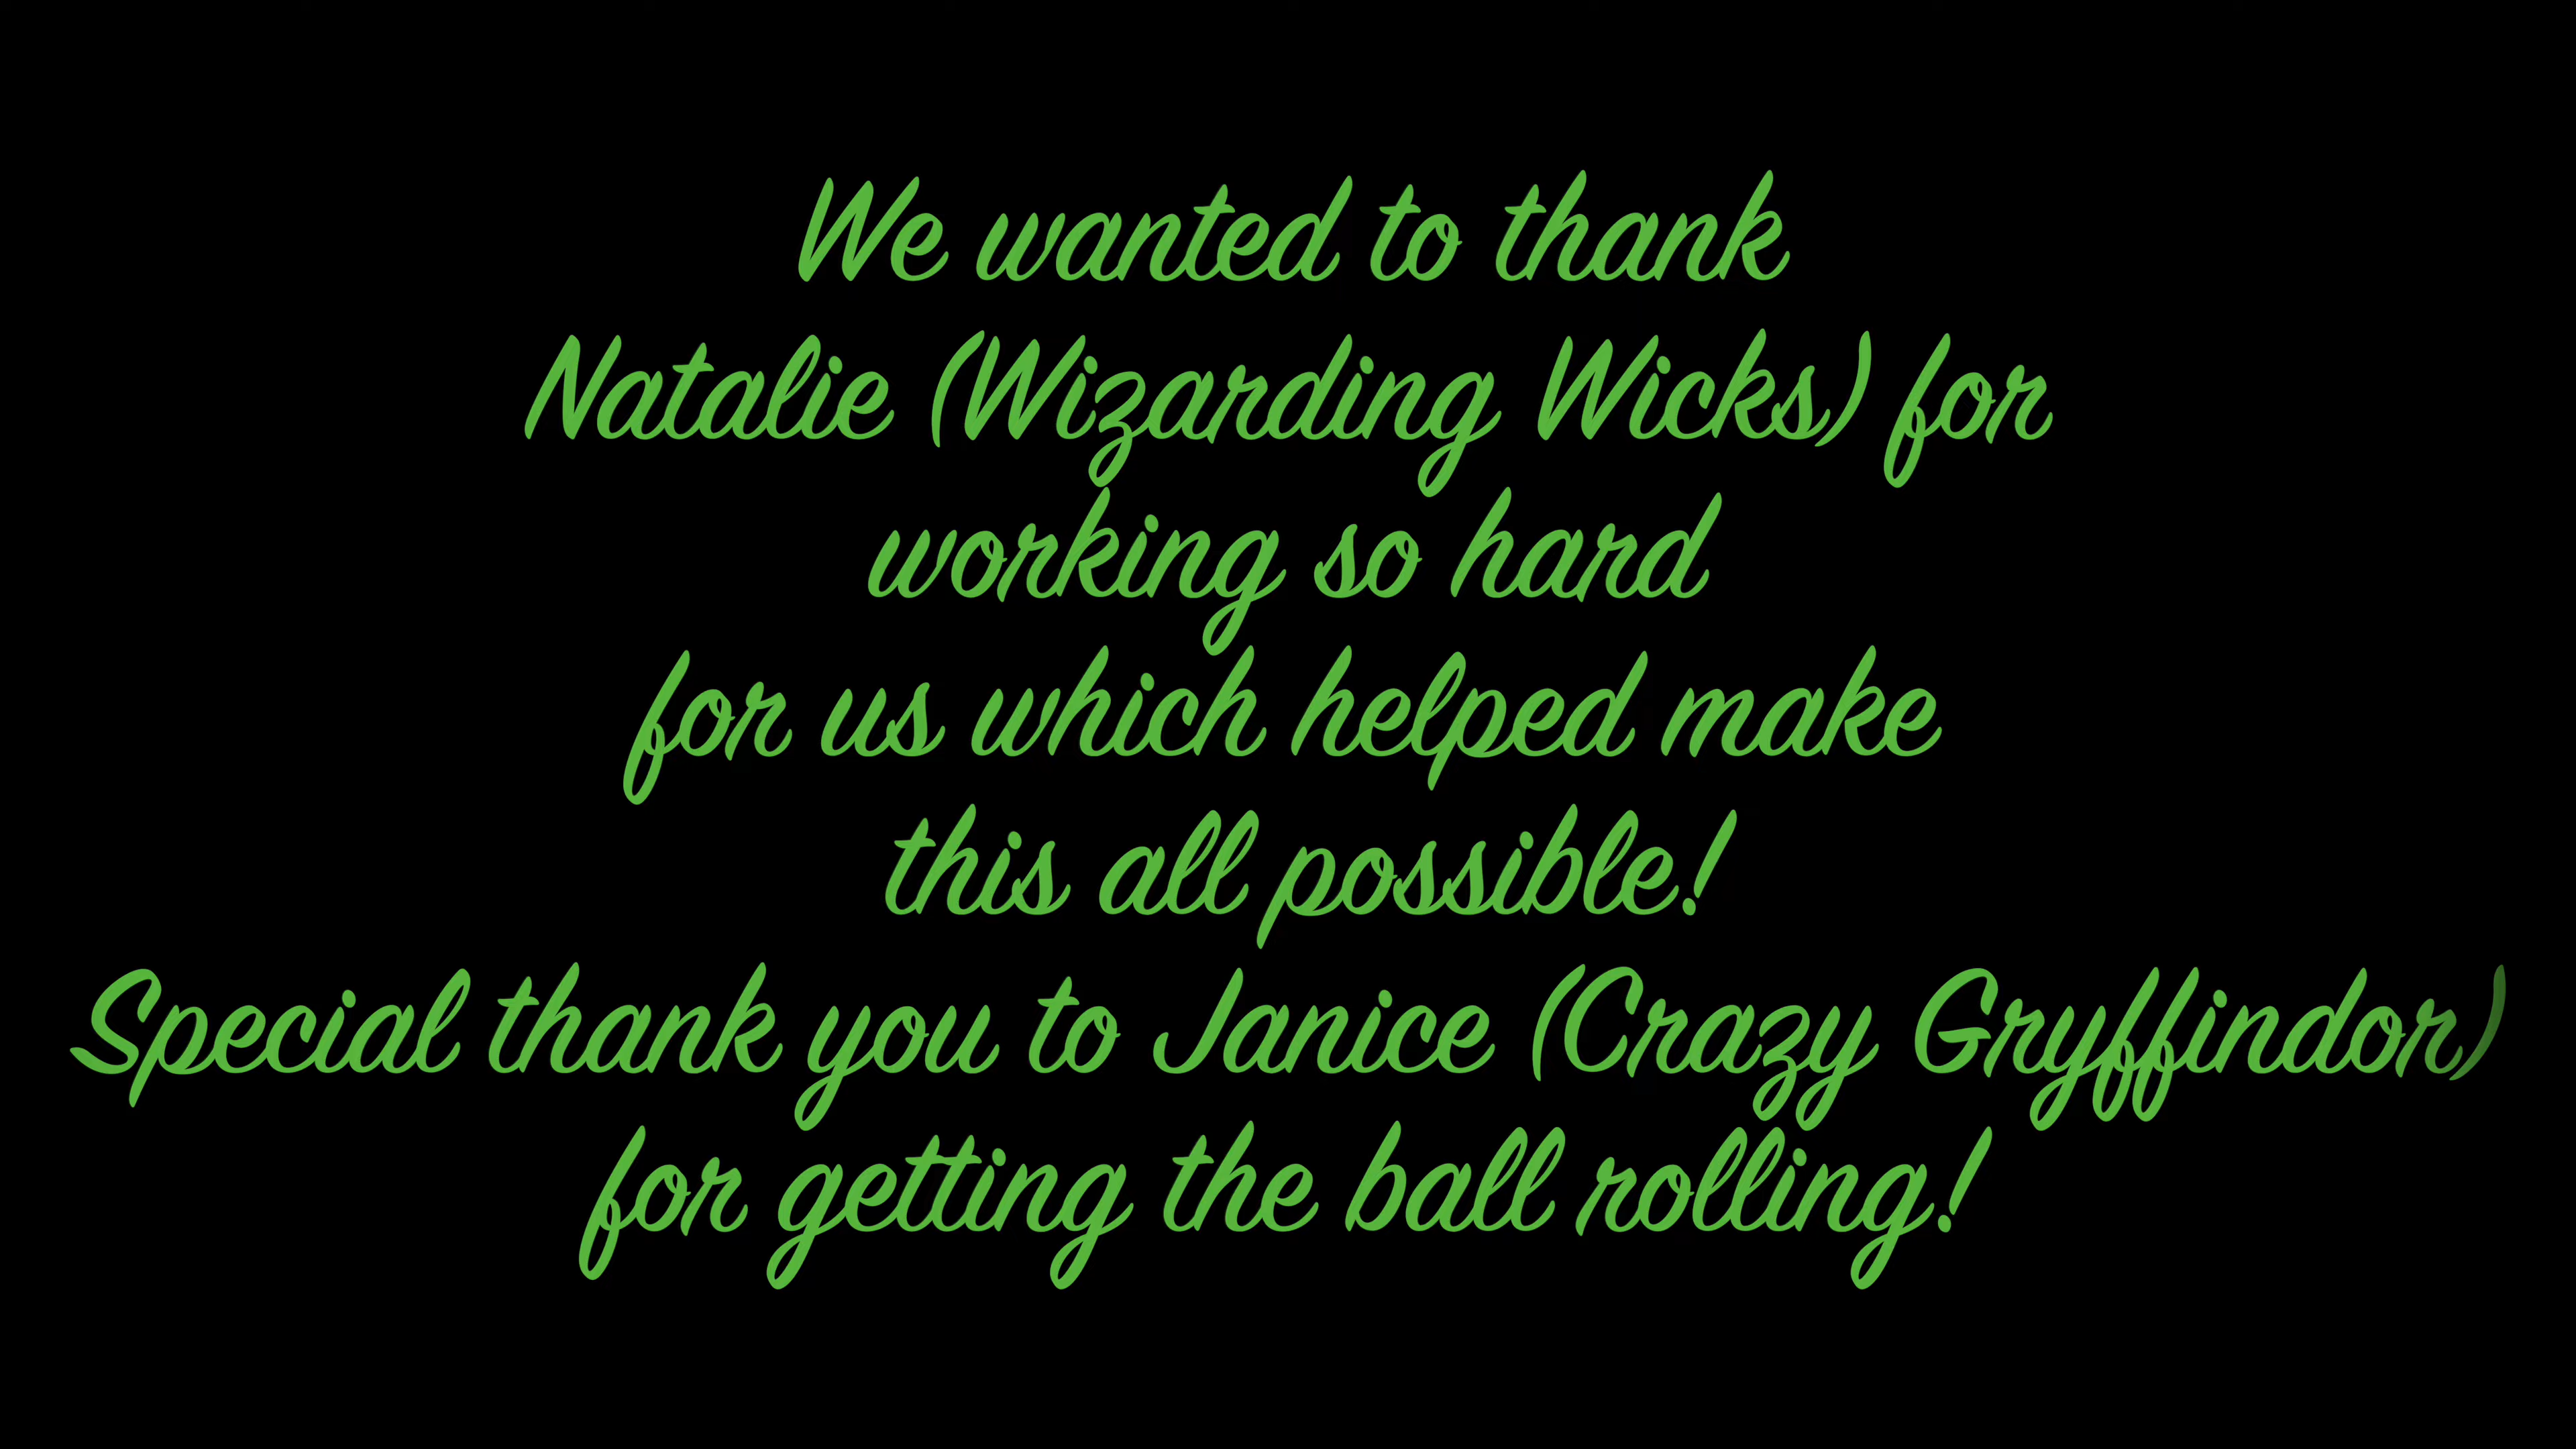 We wanted to thank
Natalie (Wizarding Wicks) for
working so hard
for us which helped make
this all possible!
Special thank you to Janice (Crazy Gryffindor)
for getting the ball rolling!